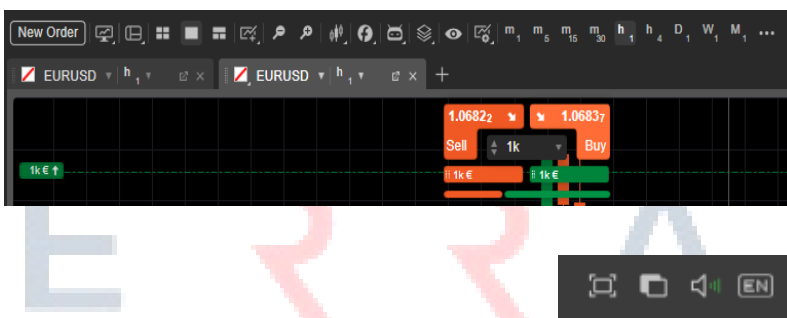 New Order m1 m5 m15 m30 h1 h4 D1 W1 M1
EURUSD h1 EURUSD h1
1.06822 1.06837
Sell 1k Buy
1k € 1k € 1k €
ERRA
EN